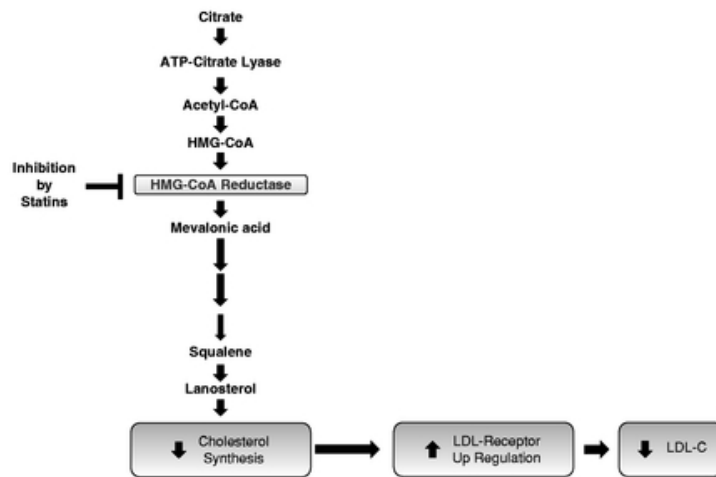 Citrate
ATP-Citrate Lyase
Acetyl-CoA
HMG-CoA
Inhibition
by
Statins
HMG-CoA Reductase
Mevalonic acid
Squalene
Lanosterol
Cholesterol
Synthesis
LDL-Receptor
Up Regulation
LDL-C